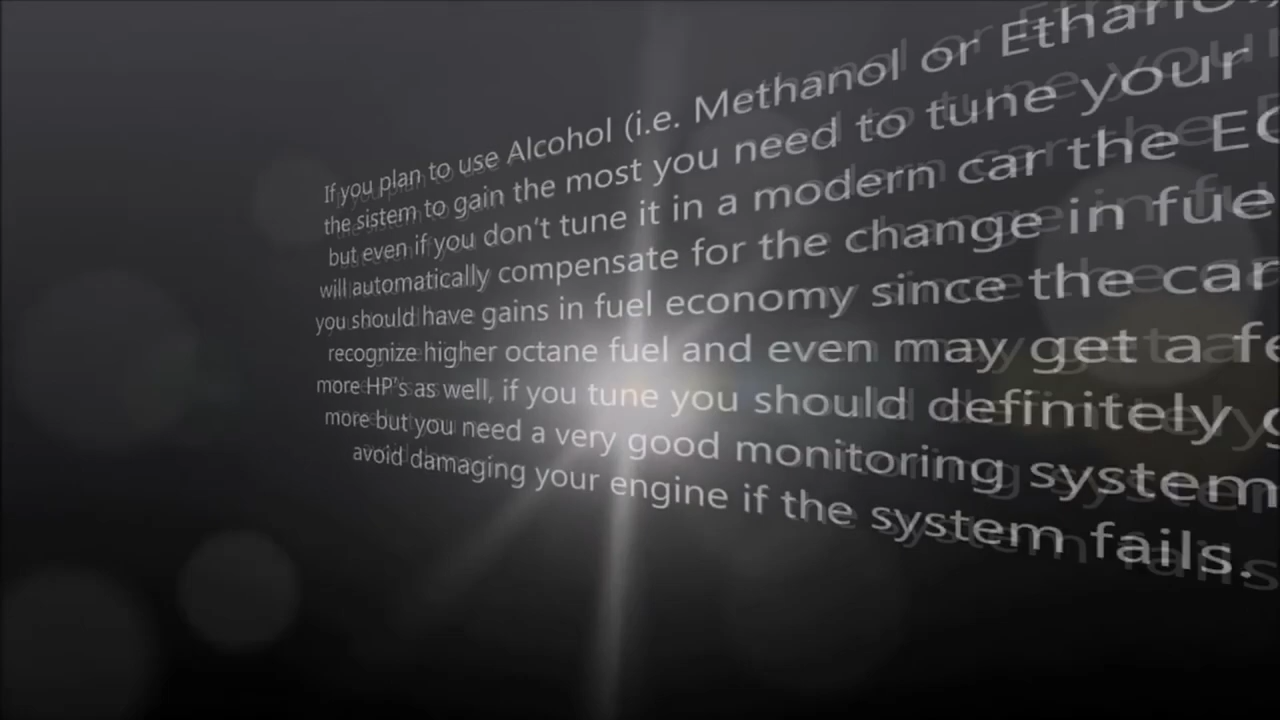 If you plan to use Alcohol (i.e. Methanol or
the sistem to gain the most you need to tune your
but even if you don't tune it in a modern car the
will automatically compensate for the change in
you should have gains in fuel economy since the car
recognize higher octane fuel and even may get a
more HP's as well, if you tune you should definitely
more but you need a very good monitoring system
avoid damaging your engine if the system fails.